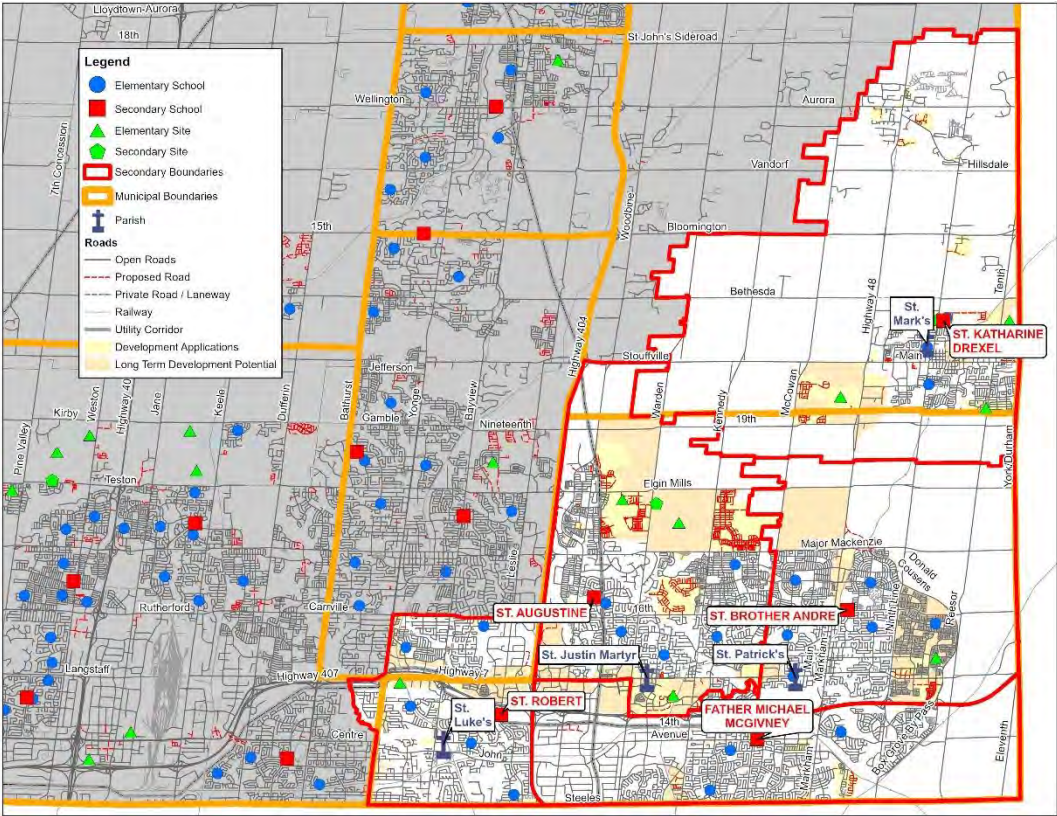 Lloydtown-Aurora
18th
St John's Sideroad
Legend
Elementary School
Secondary School
Elementary Site
Secondary Site
Secondary Boundaries
Municipal Boundaries
Parish
Roads
Open Roads
Proposed Road
Private Road / Laneway
Railway
Utility Corridor
Development Applications
Long Term Development Potential
7th Concession
Wellington
Aurora
Vandorf
Hillsdale
Woodbine
15th
Bloomington
Bethesda
Highway 48
Tenth
St.
Mark's
ST. KATHARINE
DREXEL
Main
Highway 404
Stouffville
Jefferson
Kirby
Weston
Highway 40
Jane
Keele
Dufferin
Bathurst
Gamble
Yonge
Bayview
Nineteenth
Warden
Kennedy
McCowan
19th
York/Durham
Pine Valley
Teston
Elgin Mills
Leslie
Major Mackenzie
Donald
Cousens
Rutherford
Carrville
ST. AUGUSTINE
16th
ST. BROTHER ANDRE
Ninth Line
Reesor
Langstaff
Highway 407
Highway 7
St. Justin Martyr
St. Patrick's
Main
Markham
St.
Luke's
ST. ROBERT
FATHER MICHAEL
MCGIVNEY
Centre
14th
Avenue
John
Markham
Box Grove By-Pass
Eleventh
Steeles